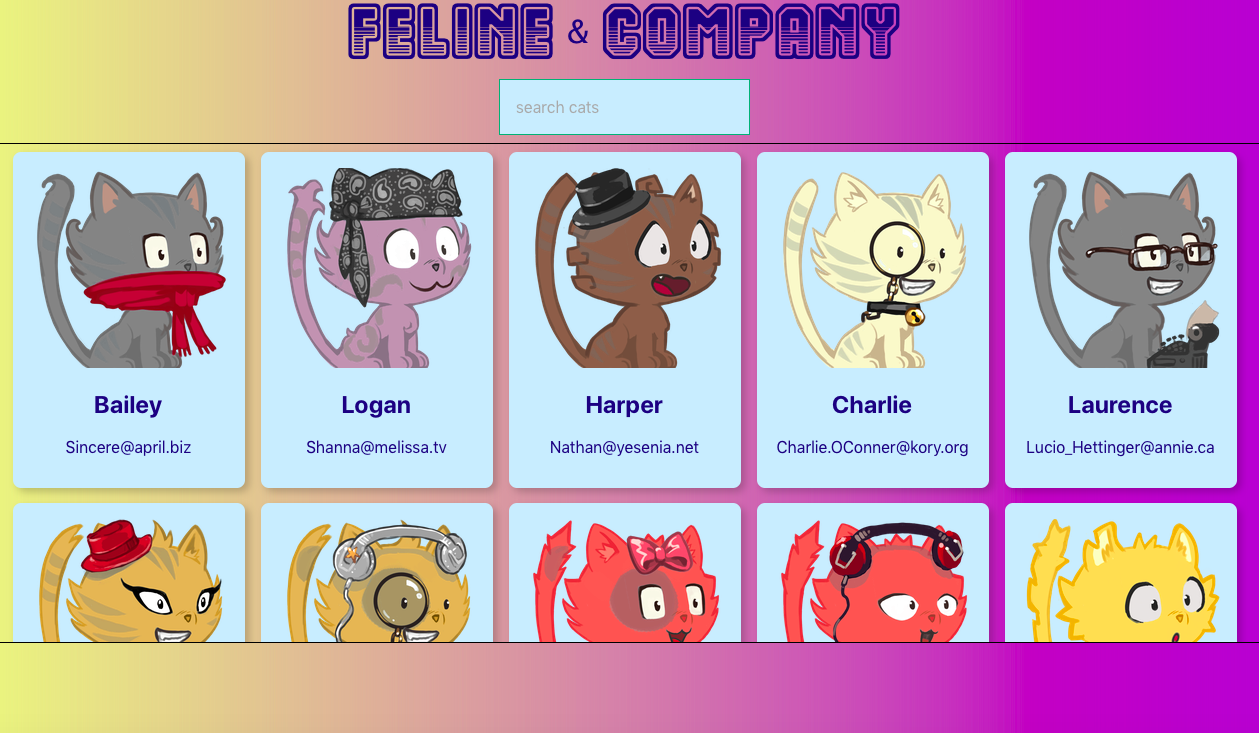 FELINE & COMPANY
search cats
Bailey
Sincere@april.biz
Logan
Shanna@melissa.tv
Harper
Nathan@yesenia.net
Charlie
Charlie.OConner@kory.org
Laurence
Lucio_Hettinger@annie.ca